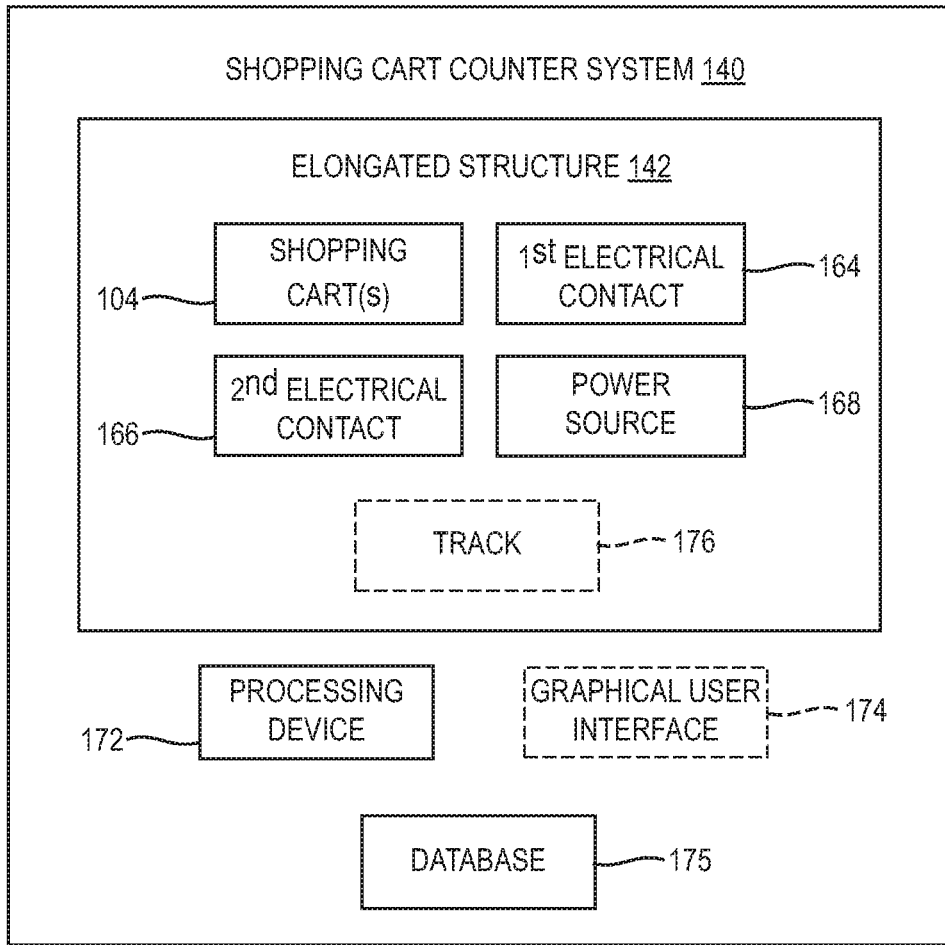 SHOPPING CART COUNTER SYSTEM 140
ELONGATED STRUCTURE 142
SHOPPING
CART(S)
104
1st ELECTRICAL
CONTACT
164
2nd ELECTRICAL
CONTACT
166
POWER
SOURCE
168
TRACK
176
PROCESSING
DEVICE
172
GRAPHICAL USER
INTERFACE
174
DATABASE
175